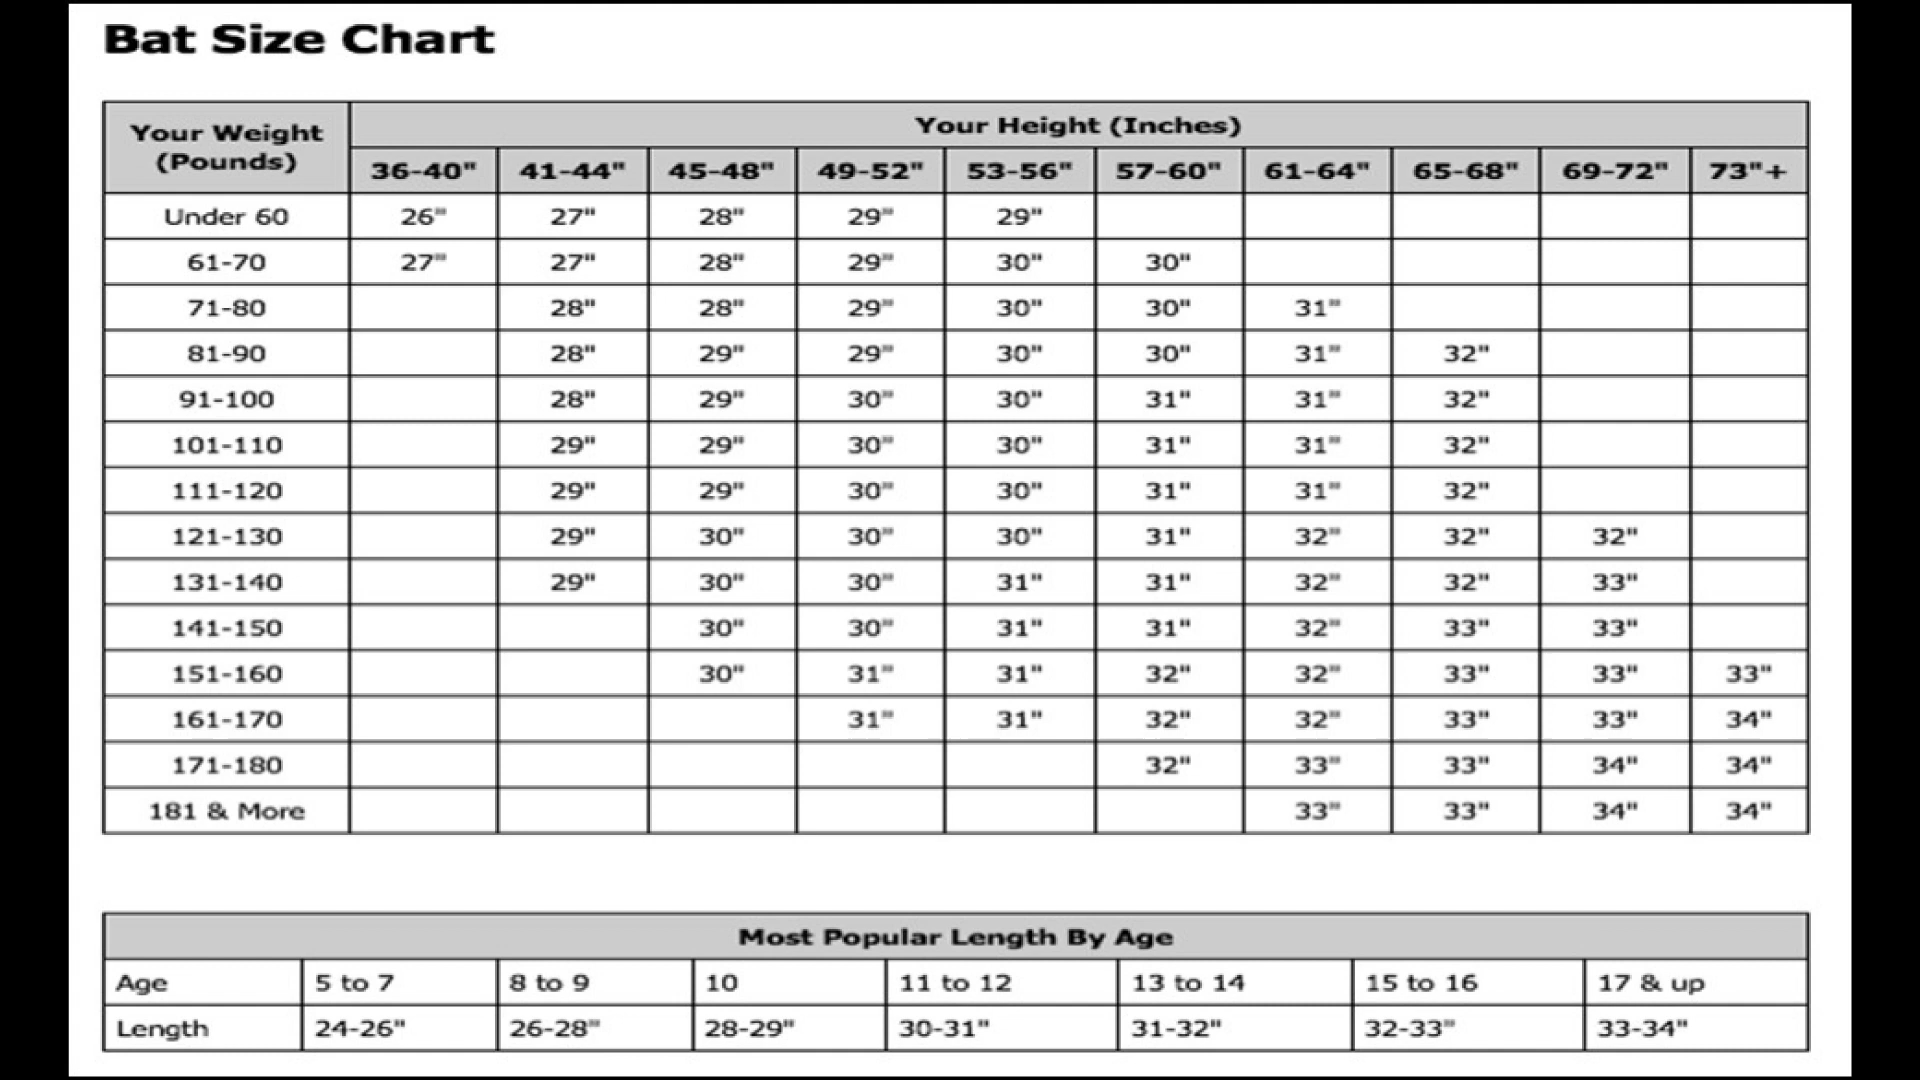 Bat Size Chart
Your Weight (Pounds) Your Height (Inches)
36-40" 41-44" 45-48" 49-52" 53-56" 57-60" 61-64" 65-68" 69-72" 73"+
Under 60 26" 27" 28" 29" 29"
61-70 27" 27" 28" 29" 30" 30"
71-80 28" 28" 29" 30" 30" 31"
81-90 28" 29" 29" 30" 30" 31" 32"
91-100 28" 29" 30" 30" 31" 31" 32"
101-110 29" 29" 30" 30" 31" 31" 32"
111-120 29" 29" 30" 30" 31" 31" 32"
121-130 29" 30" 30" 30" 31" 32" 32" 32"
131-140 29" 30" 30" 31" 31" 32" 32" 33"
141-150 30" 30" 31" 31" 32" 33" 33"
151-160 30" 31" 31" 32" 32" 33" 33" 33"
161-170 31" 31" 32" 32" 33" 33" 34"
171-180 32" 33" 33" 34" 34"
181 & More 33" 33" 34" 34"
Most Popular Length By Age
Age 5 to 7 8 to 9 10 11 to 12 13 to 14 15 to 16 17 & up
Length 24-26" 26-28" 28-29" 30-31" 31-32" 32-33" 33-34"